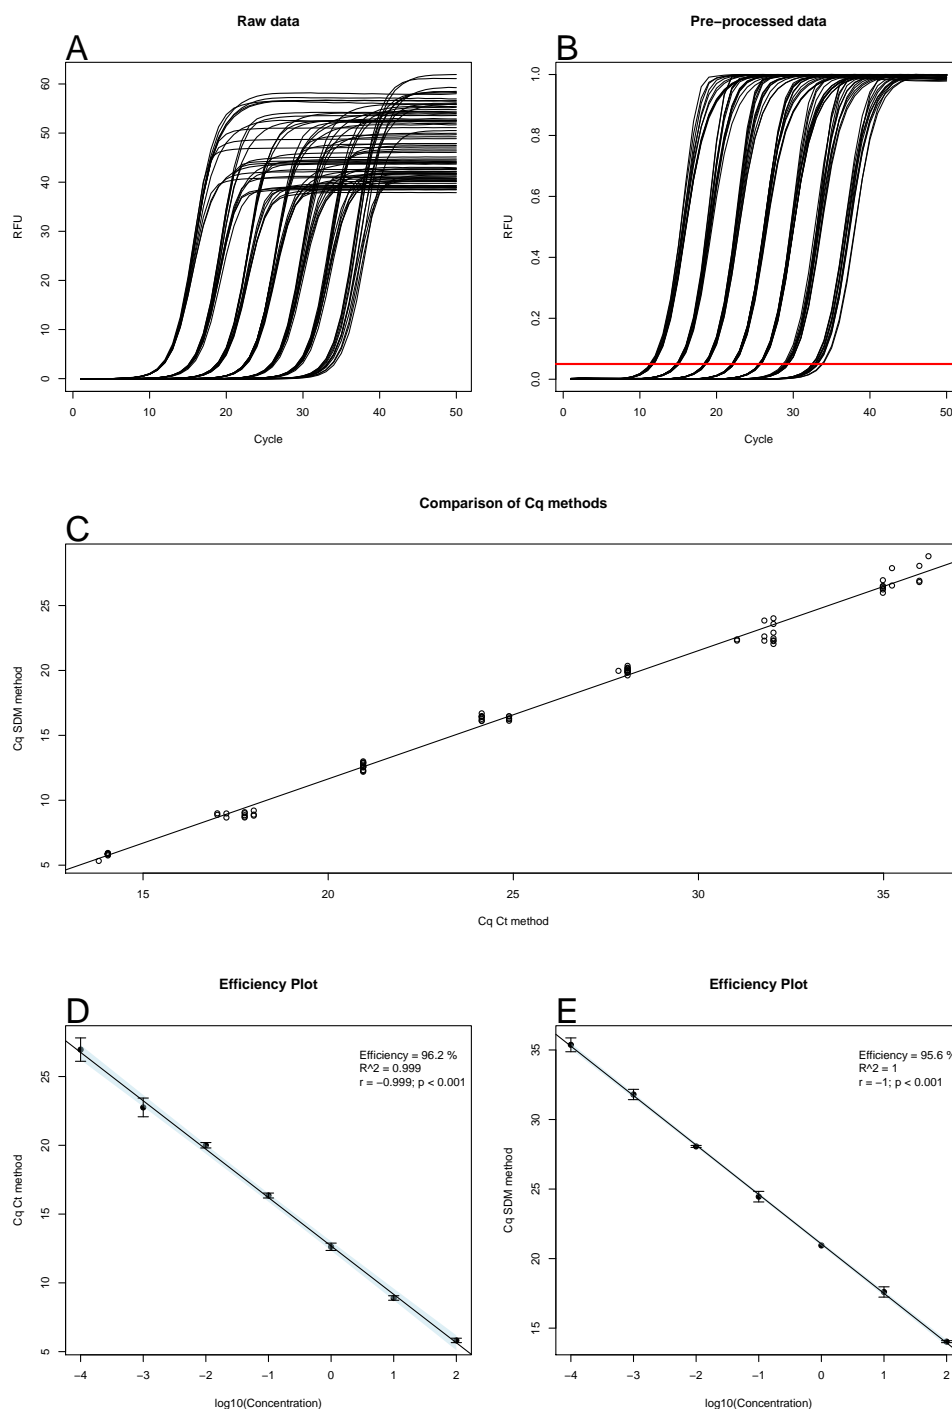 Raw data
Pre−processed data
A
B
RFU
60
50
40
30
20
10
0
0 10 20 30 40 50
Cycle
RFU
1.0
0.8
0.6
0.4
0.2
0.0
0 10 20 30 40 50
Cycle
Comparison of Cq methods
C
Cq SDM method
25
20
15
10
5
15 20 25 30 35
Cq Ct method
Efficiency Plot
Efficiency Plot
D
E
Efficiency = 96.2 %
R^2 = 0.999
r = −0.999; p < 0.001
Cq Ct method
25
20
15
10
5
−4 −3 −2 −1 0 1 2
log10(Concentration)
Efficiency = 95.6 %
R^2 = 1
r = −1; p < 0.001
Cq SDM method
35
30
25
20
15
−4 −3 −2 −1 0 1 2
log10(Concentration)